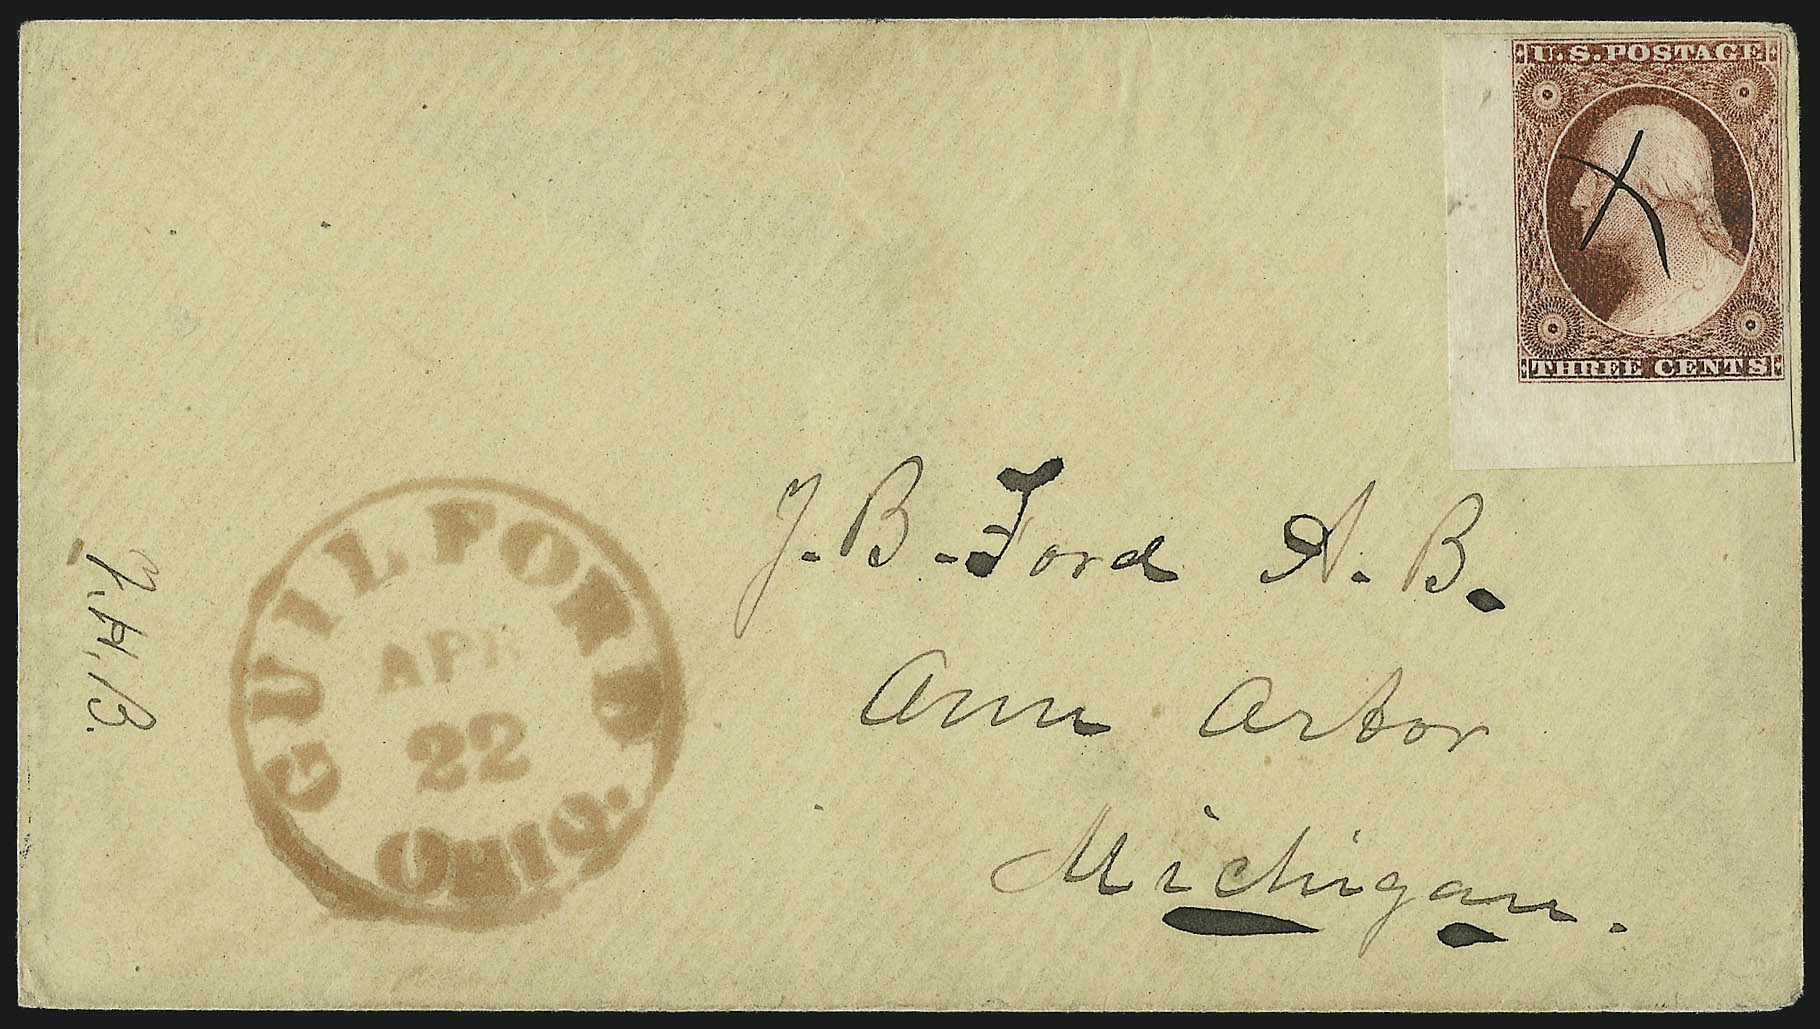 U.S. POSTAGE
THREE CENTS
J. B. Ford A. B.
Ann Arbor
Michigan.
GUILFORD
APR
22
OHIO.
J. H. B.